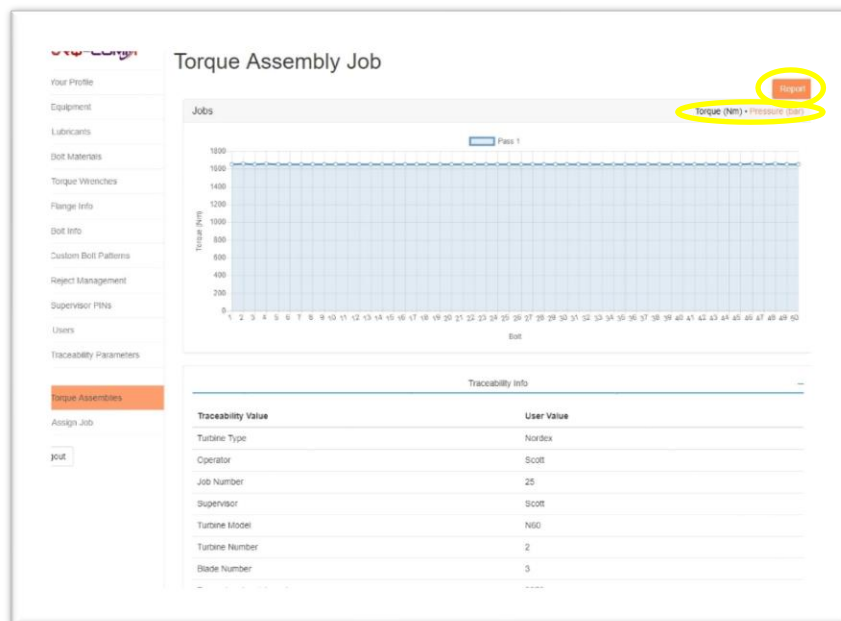 Torque Assembly Job
Your Profile
Equipment
Lubricants
Bolt Materials
Torque Wrenches
Flange Info
Bolt Info
Custom Bolt Patterns
Reject Management
Supervisor PINs
Users
Traceability Parameters
Torque Assemblies
Assign Job
gout
Report
Jobs
Torque (Nm) • Pressure (bar)
Pass 1
1800
1600
1400
1200
1000
800
600
400
200
0
Torque (Nm)
1 2 3 4 5 6 7 8 9 10 11 12 13 14 15 16 17 18 19 20 21 22 23 24 25 26 27 28 29 30 31 32 33 34 35 36 37 38 39 40 41 42 43 44 45 46 47 48 49 50
Bolt
Traceability Info
Traceability Value User Value
Turbine Type Nordex
Operator Scott
Job Number 25
Supervisor Scott
Turbine Model N60
Turbine Number 2
Blade Number 3